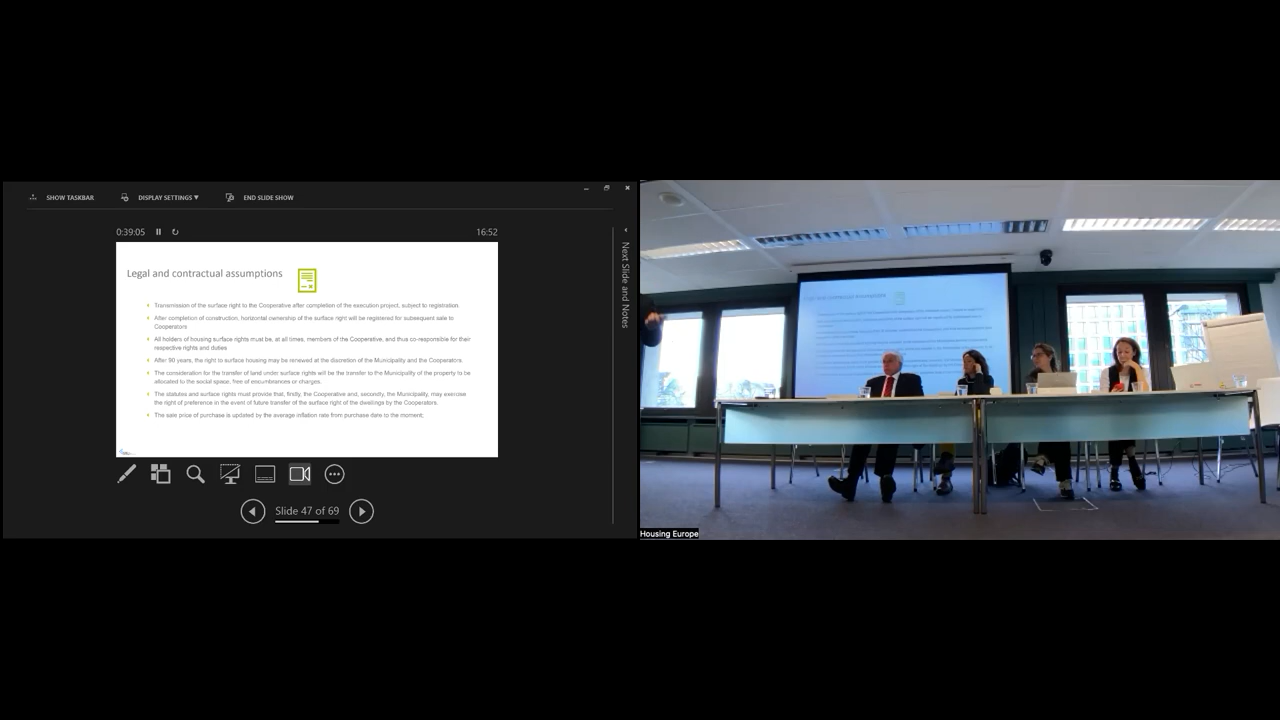 SHOW TASKBAR
DISPLAY SETTINGS ▾
END SLIDE SHOW
0:39:05
16:52
Legal and contractual assumptions
Transmission of the surface right to the Cooperative after completion of the execution project, subject to registration.
After completion of construction, horizontal ownership of the surface right will be registered for subsequent sale to
Cooperators
All holders of housing surface rights must be, at all times, members of the Cooperative, and thus co-responsible for their
respective rights and duties
After 90 years, the right to surface housing may be renewed at the discretion of the Municipality and the Cooperators
The consideration for the transfer of land under surface rights will be the transfer to the Municipality of the property to be
allocated to the social space, free of encumbrances or charges.
The statutes and surface rights must provide that, firstly, the Cooperative and, secondly, the Municipality, may exercise
the right of preference in the event of future transfer of the surface right of the dwellings by the Cooperators.
The sale price of purchase is updated by the average inflation rate from purchase date to the moment;
Slide 47 of 69
Next Slide and Notes
Legal and contractual assumptions
Housing Europe